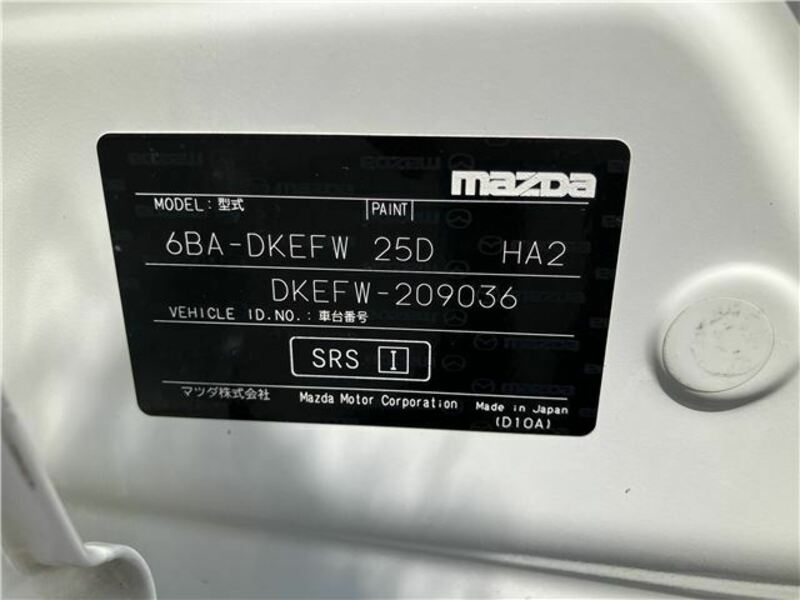 mazda
MODEL:型式 |PAINT|
6BA-DKEFW 25D HA2
DKEFW-209036
VEHICLE ID.NO.:車台番号
SRS I
マツダ株式会社 Mazda Motor Corporation Made in Japan
(D10A)